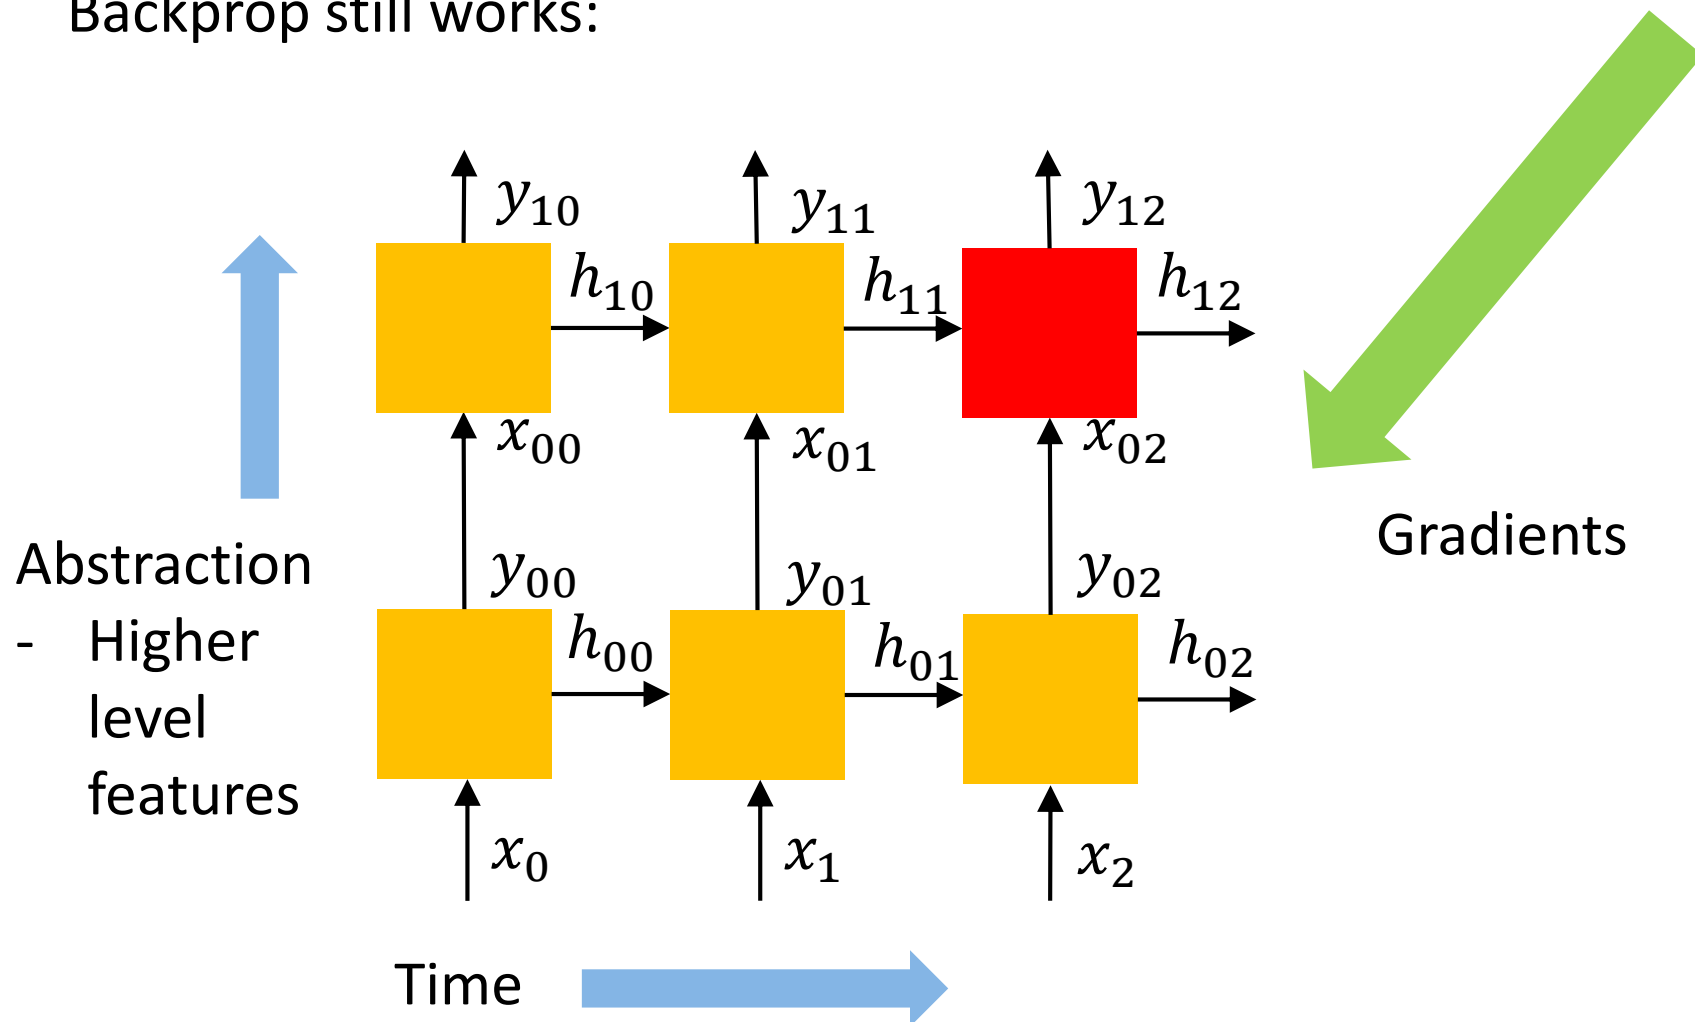 Backprop still works:
y₁₀ y₁₁ y₁₂
h₁₀ h₁₁ h₁₂
x₀₀ x₀₁ x₀₂
Gradients
Abstraction
y₀₀ y₀₁ y₀₂
- Higher
level
features
h₀₀ h₀₁ h₀₂
x₀ x₁ x₂
Time